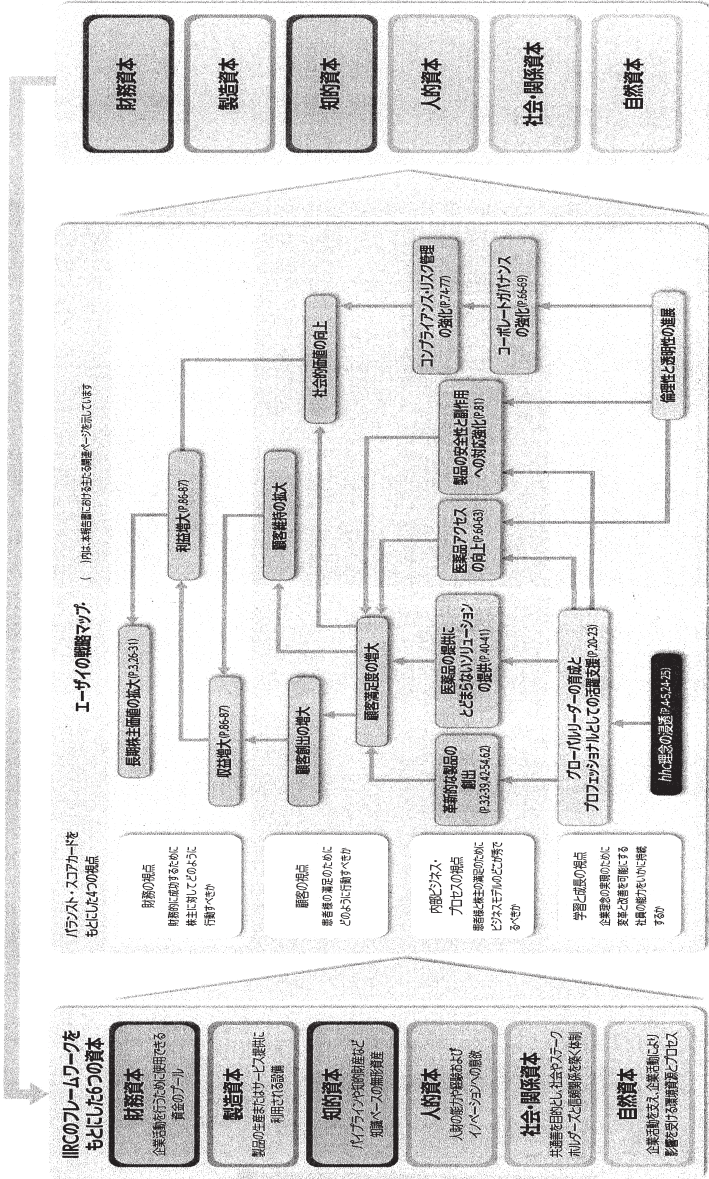 IIRCのフレームワークを
もとにした6つの資本
財務資本
企業活動を行うために使用できる
資金のプール
製造資本
製品の生産またはサービス提供に
利用される設備
知的資本
パイプラインや知的財産など
知識ベースの無形資産
人的資本
人財の能力や経験および
イノベーションへの意欲
社会・関係資本
共通善を目的とし、社会やステーク
ホルダーズと信頼関係を築く体制
自然資本
企業活動を支え、企業活動により
影響を受ける環境資源とプロセス
エーザイの戦略マップ
( )内は、本報告書における主たる関連ページを示しています
バランスト・スコアカードを
もとにした4つの視点
財務の視点
財務的に成功するために
株主に対してどのように
行動すべきか
長期株主価値の拡大(P.3,26-31)
利益増大(P.86-87)
収益増大(P.86-87)
顧客の視点
患者様の満足のために
どのように行動すべきか
社会的価値の向上
顧客維持の拡大
顧客創出の増大
顧客満足度の増大
内部ビジネス・
プロセスの視点
患者様と株主の満足のために
ビジネスモデルのどこが秀で
るべきか
革新的な製品の
創出
(P.32-39,42-54,62)
医薬品の提供に
とどまらないソリューション
の提供(P.40-41)
医薬品アクセス
の向上(P.60-63)
製品の安全性と副作用
への対応強化(P.81)
コンプライアンス・リスク管理
の強化(P.74-77)
コーポレートガバナンス
の強化(P.66-69)
学習と成長の視点
企業理念の実現のために
変革と改善を可能にする
社員の能力をいかに持続
するか
グローバルリーダーの育成と
プロフェッショナルとしての活躍支援(P.20-23)
倫理性と透明性の進展
hhc理念の浸透(P.4-5,24-25)
財務資本
製造資本
知的資本
人的資本
社会・関係資本
自然資本